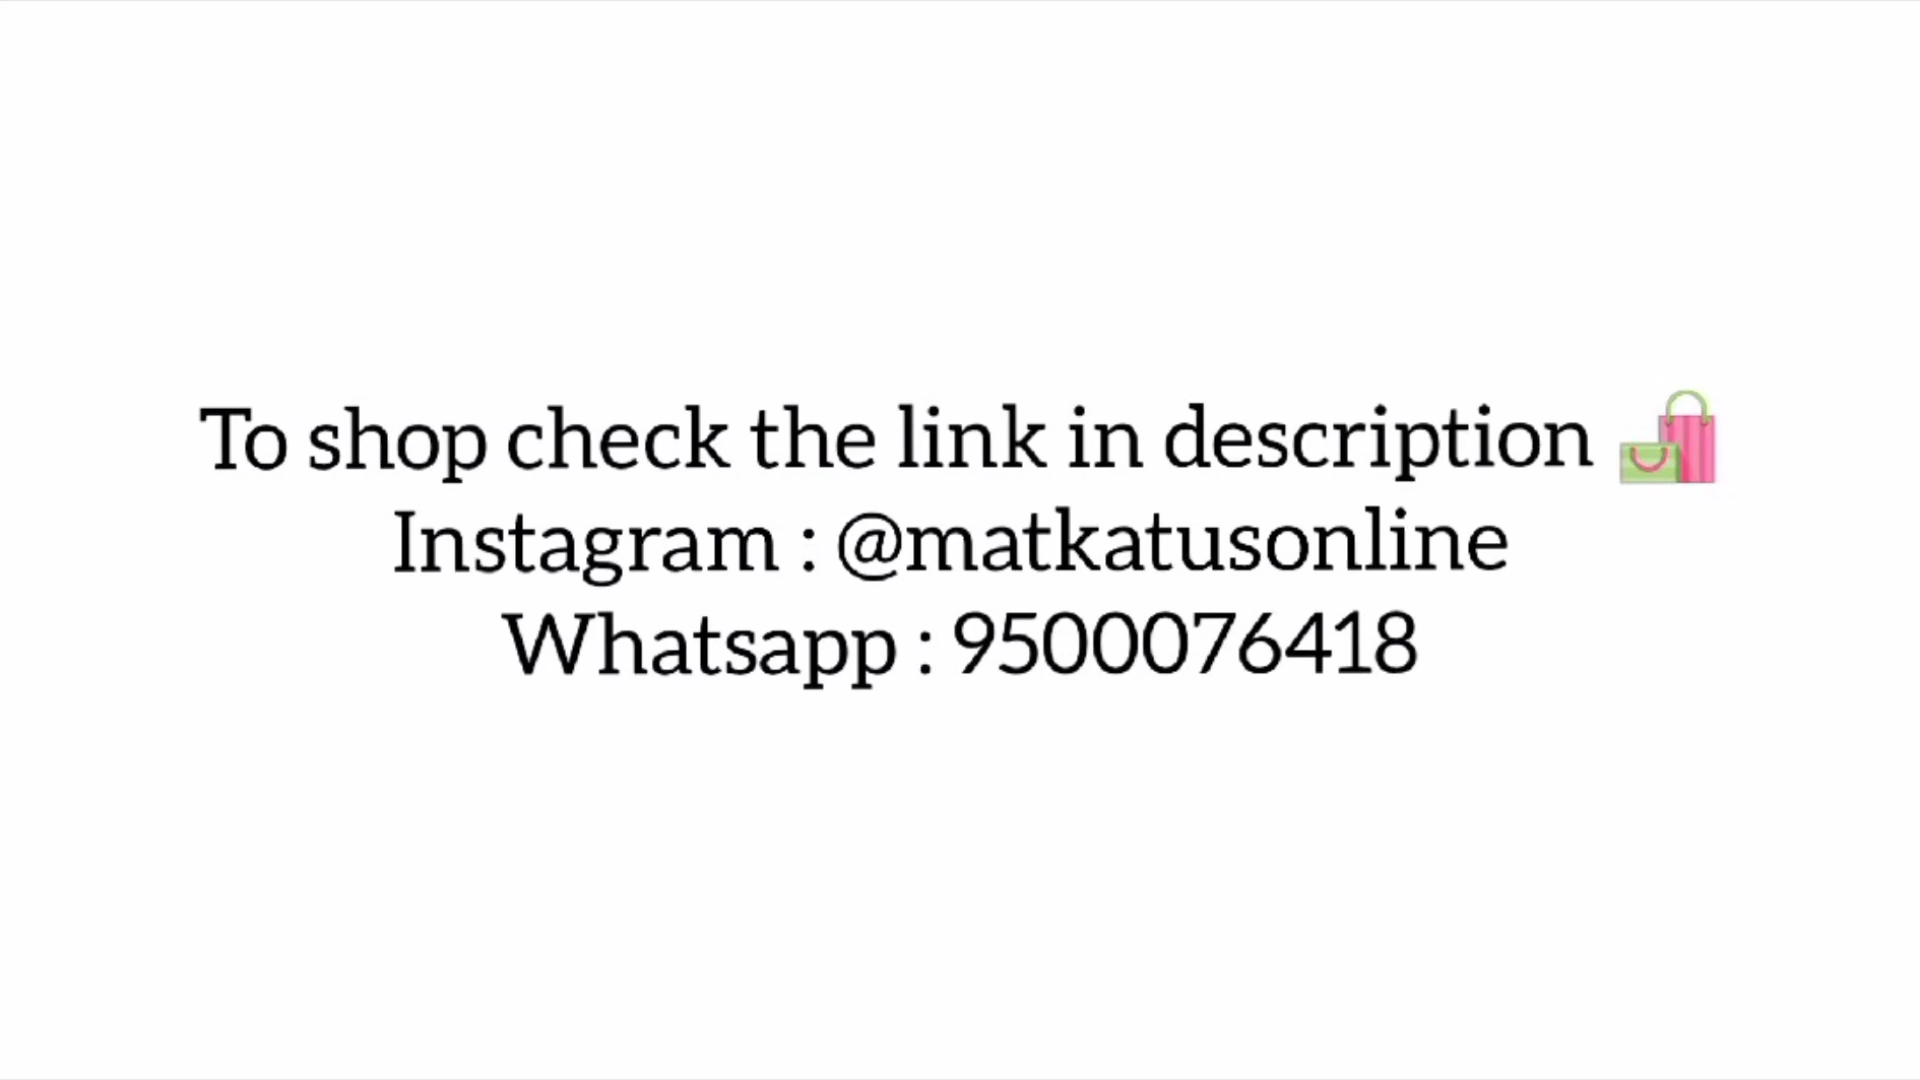 To shop check the link in description 🛍️
Instagram : @matkatusonline
Whatsapp : 9500076418